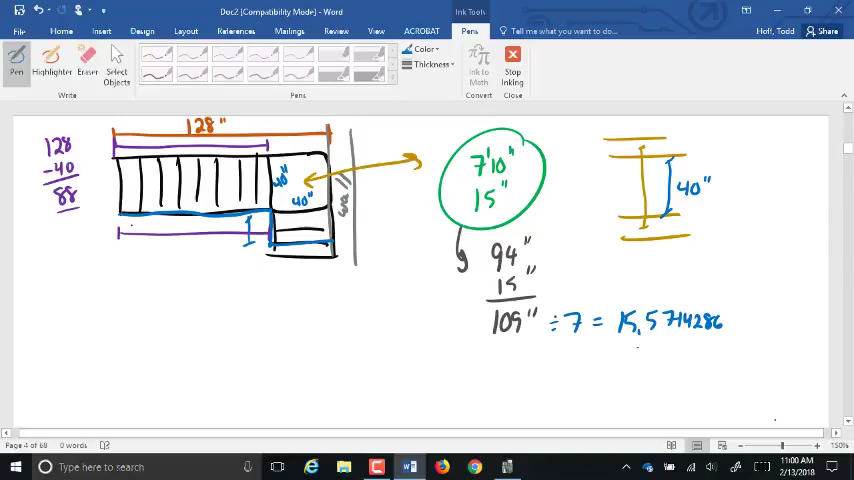 Doc2 [Compatibility Mode] - Word
Ink Tools
Hoff, Todd
File Home Insert Design Layout References Mailings Review View ACROBAT Pens Tell me what you want to do... Share
Pen Highlighter Eraser Select Objects
Color
Thickness
Ink to Math
Stop Inking
Write Pens Convert Close
128"
128
-40
88
40"
40"
7'10"
15"
40"
94"
15"
109" ÷ 7 = 15.5714286
Page 4 of 68 0 words
150%
Type here to search
11:00 AM
2/13/2018